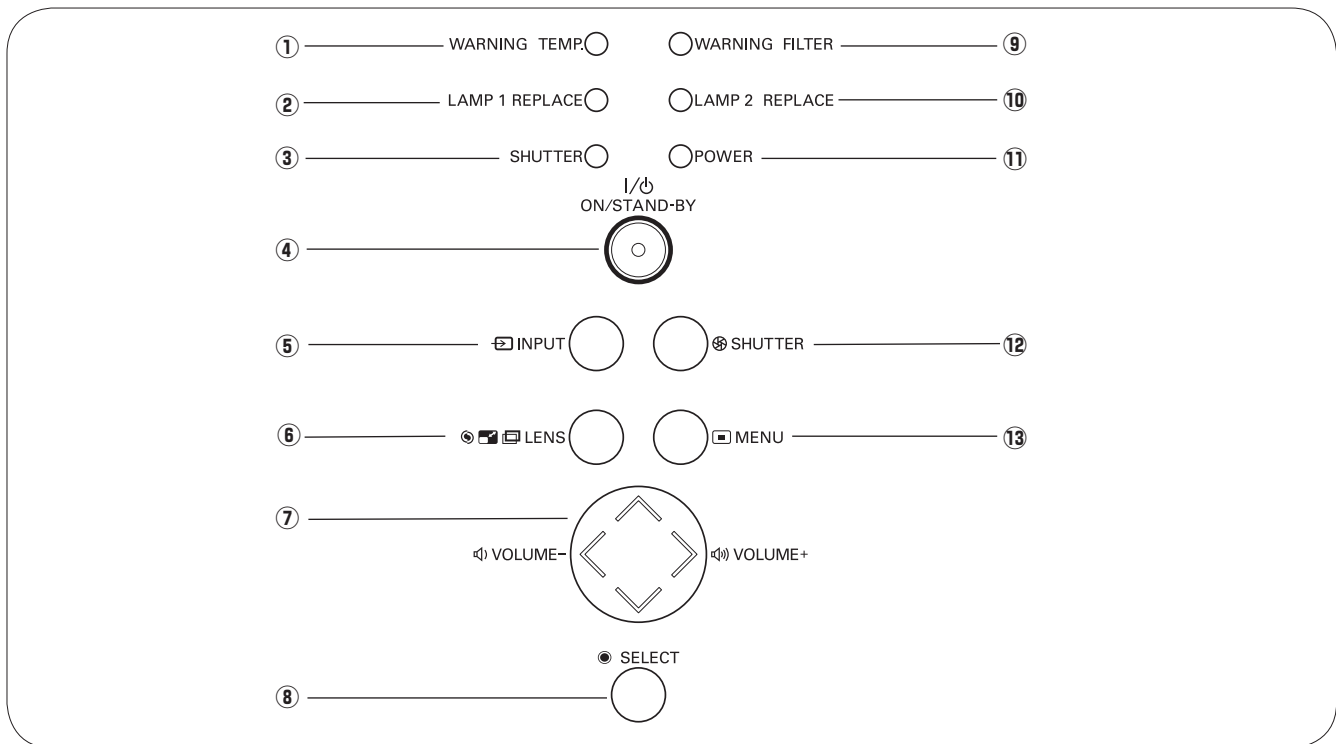 ① WARNING TEMP. WARNING FILTER ⑨
② LAMP 1 REPLACE LAMP 2 REPLACE ⑩
③ SHUTTER POWER ⑪
I/⏻
ON/STAND-BY
④
⑤ INPUT SHUTTER ⑫
⑥ LENS MENU ⑬
⑦
VOLUME– VOLUME+
SELECT
⑧